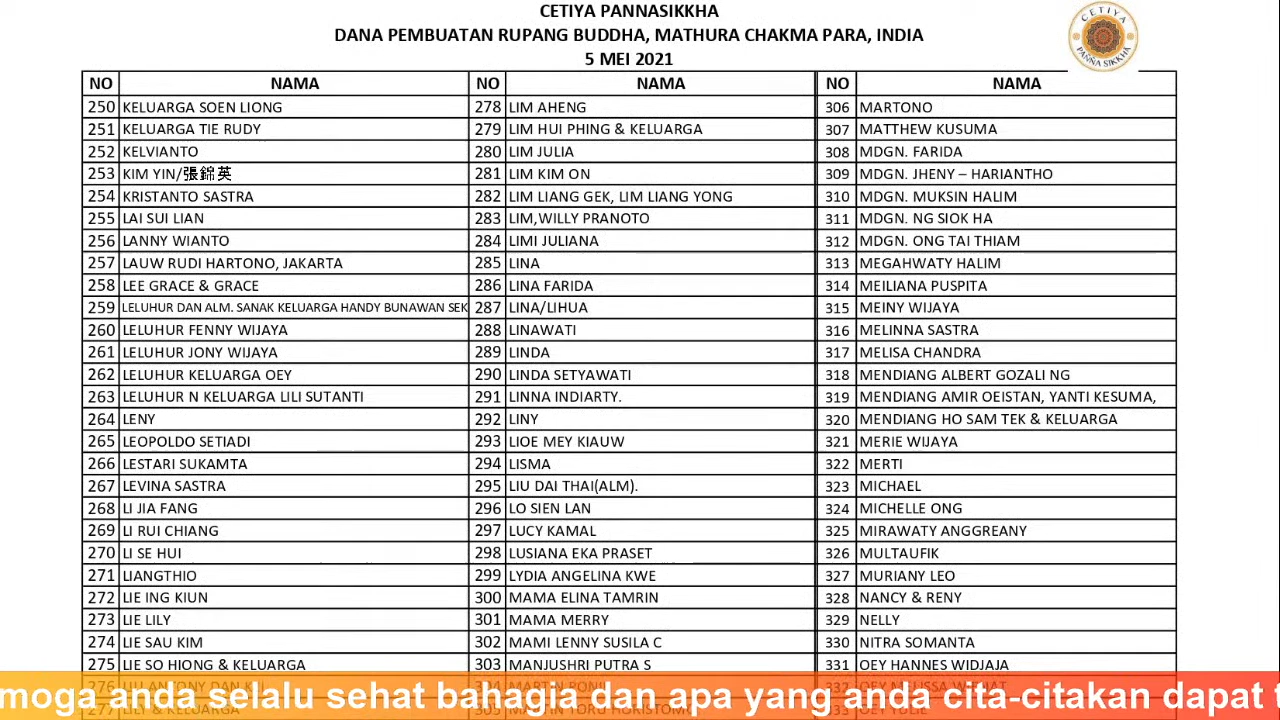 CETIYA PANNASIKKHA
DANA PEMBUATAN RUPANG BUDDHA, MATHURA CHAKMA PARA, INDIA
5 MEI 2021
CETIYA PANNA SIKKHA
NO NAMA NO NAMA NO NAMA
250 KELUARGA SOEN LIONG 278 LIM AHENG 306 MARTONO
251 KELUARGA TIE RUDY 279 LIM HUI PHING & KELUARGA 307 MATTHEW KUSUMA
252 KELVIANTO 280 LIM JULIA 308 MDGN. FARIDA
253 KIM YIN/張錦英 281 LIM KIM ON 309 MDGN. JHENY – HARIANTHO
254 KRISTANTO SASTRA 282 LIM LIANG GEK, LIM LIANG YONG 310 MDGN. MUKSIN HALIM
255 LAI SUI LIAN 283 LIM,WILLY PRANOTO 311 MDGN. NG SIOK HA
256 LANNY WIANTO 284 LIMI JULIANA 312 MDGN. ONG TAI THIAM
257 LAUW RUDI HARTONO, JAKARTA 285 LINA 313 MEGAHWATY HALIM
258 LEE GRACE & GRACE 286 LINA FARIDA 314 MEILIANA PUSPITA
259 LELUHUR DAN ALM. SANAK KELUARGA HANDY BUNAWAN SEK 287 LINA/LIHUA 315 MEINY WIJAYA
260 LELUHUR FENNY WIJAYA 288 LINAWATI 316 MELINNA SASTRA
261 LELUHUR JONY WIJAYA 289 LINDA 317 MELISA CHANDRA
262 LELUHUR KELUARGA OEY 290 LINDA SETYAWATI 318 MENDIANG ALBERT GOZALI NG
263 LELUHUR N KELUARGA LILI SUTANTI 291 LINNA INDIARTY. 319 MENDIANG AMIR OEISTAN, YANTI KESUMA,
264 LENY 292 LINY 320 MENDIANG HO SAM TEK & KELUARGA
265 LEOPOLDO SETIADI 293 LIOE MEY KIAUW 321 MERIE WIJAYA
266 LESTARI SUKAMTA 294 LISMA 322 MERTI
267 LEVINA SASTRA 295 LIU DAI THAI(ALM). 323 MICHAEL
268 LI JIA FANG 296 LO SIEN LAN 324 MICHELLE ONG
269 LI RUI CHIANG 297 LUCY KAMAL 325 MIRAWATY ANGGREANY
270 LI SE HUI 298 LUSIANA EKA PRASET 326 MULTAUFIK
271 LIANGTHIO 299 LYDIA ANGELINA KWE 327 MURIANY LEO
272 LIE ING KIUN 300 MAMA ELINA TAMRIN 328 NANCY & RENY
273 LIE LILY 301 MAMA MERRY 329 NELLY
274 LIE SAU KIM 302 MAMI LENNY SUSILA C 330 NITRA SOMANTA
275 LIE SO HIONG & KELUARGA 303 MANJUSHRI PUTRA S 331 OEY HANNES WIDJAJA
moga anda selalu sehat bahagia dan apa yang anda cita-citakan dapat
277 LILY & KELUARGA 305 MARTIN TORU 333